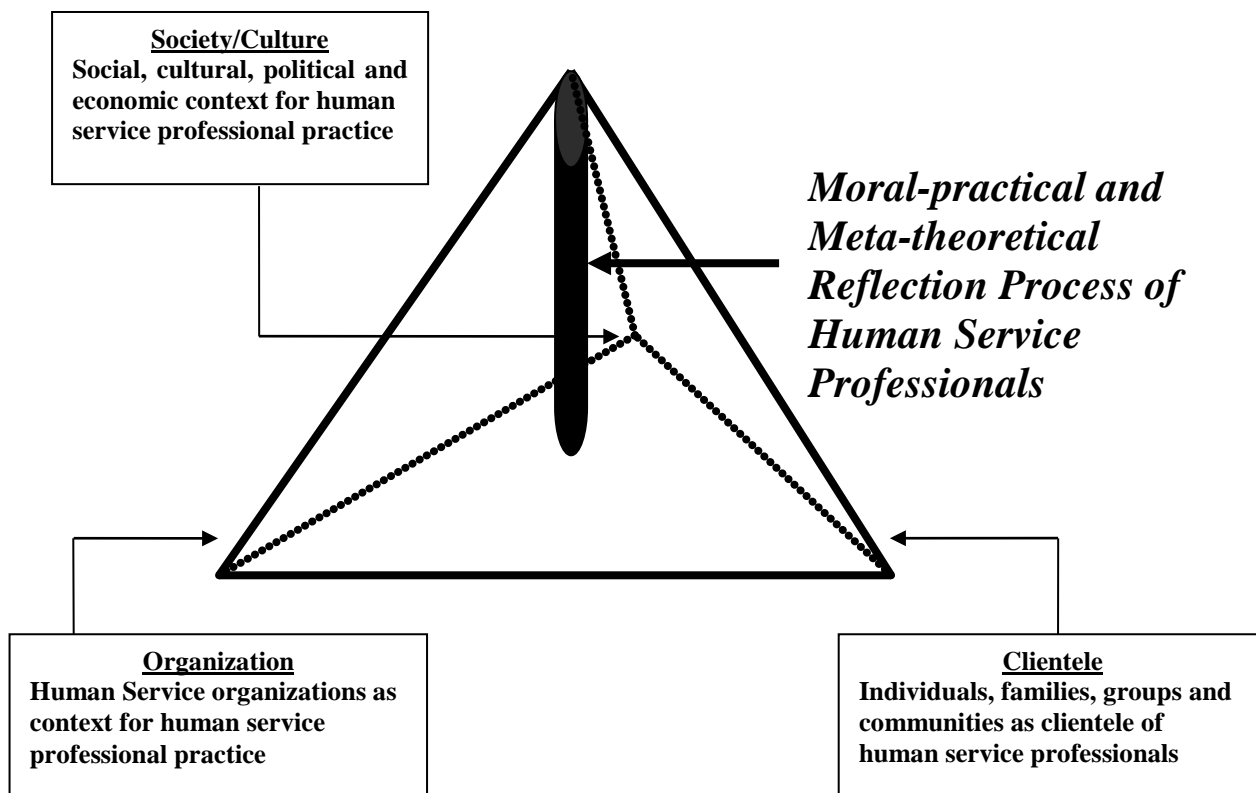 Society/Culture
Social, cultural, political and
economic context for human
service professional practice
Moral-practical and
Meta-theoretical
Reflection Process of
Human Service
Professionals
Organization
Human Service organizations as
context for human service
professional practice
Clientele
Individuals, families, groups and
communities as clientele of
human service professionals